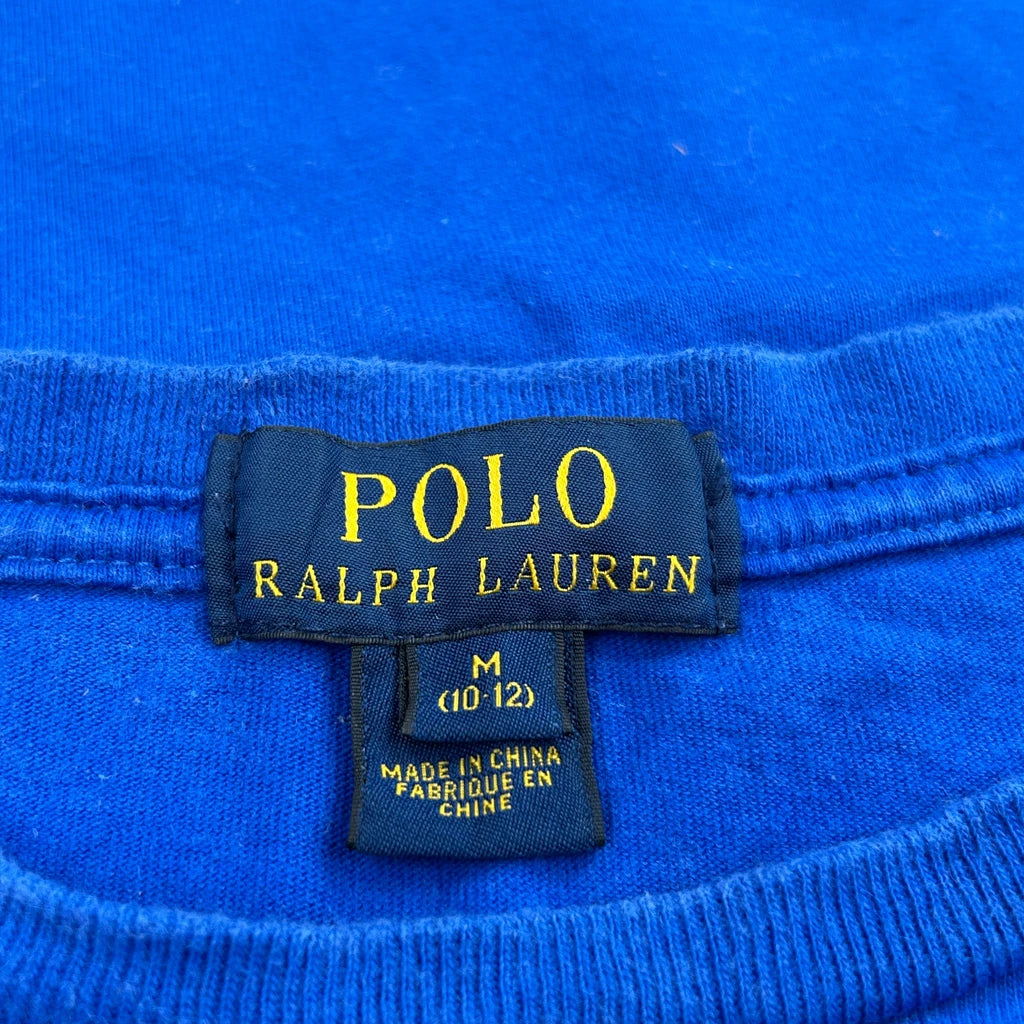 POLO
RALPH LAUREN
M
(10-12)
MADE IN CHINA
FABRIQUE EN
CHINE